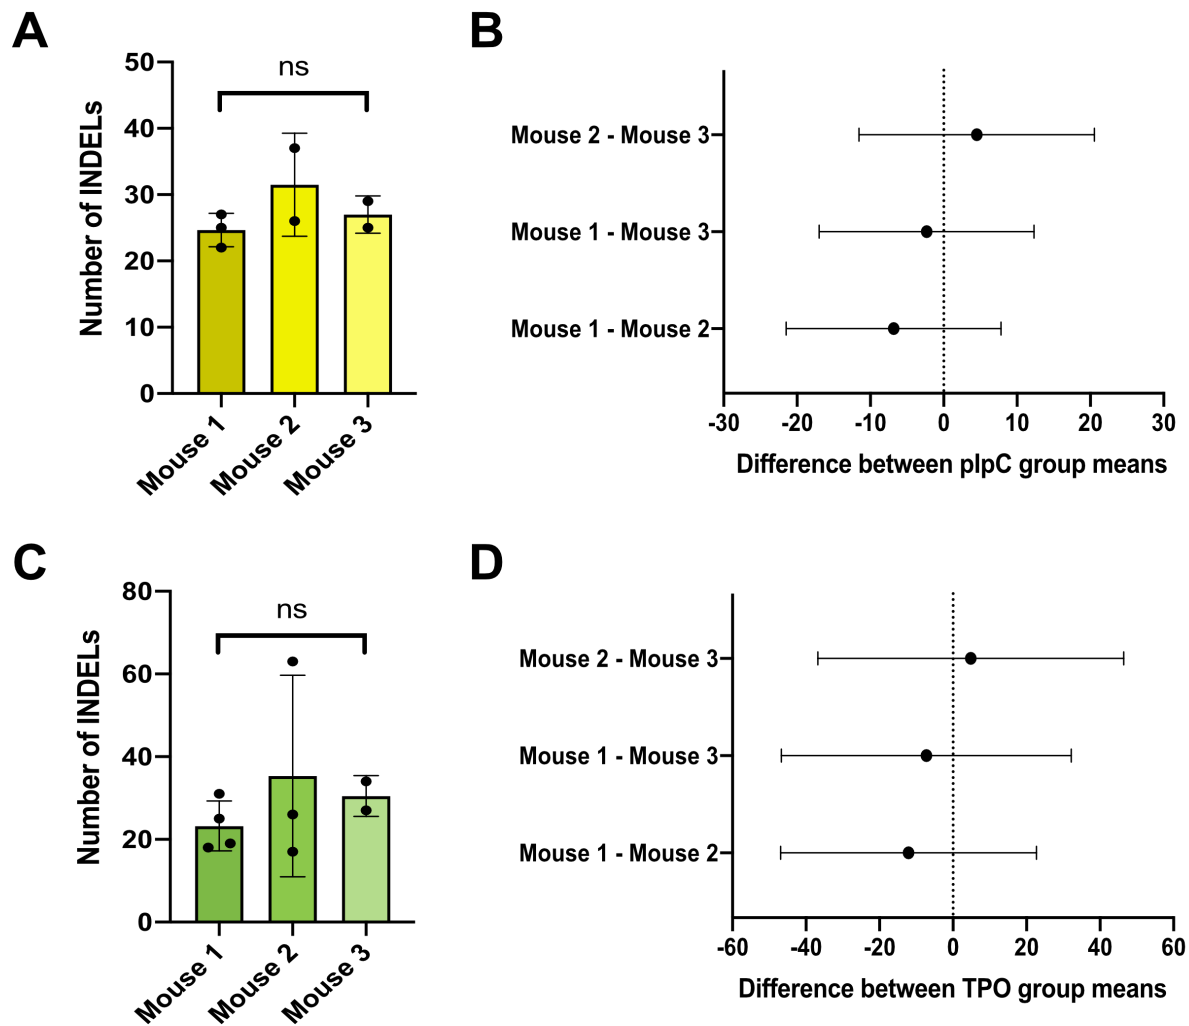 A
50
40
30
20
10
0
Number of INDELs
ns
Mouse 1
Mouse 2
Mouse 3
B
Mouse 2 - Mouse 3
Mouse 1 - Mouse 3
Mouse 1 - Mouse 2
-30 -20 -10 0 10 20 30
Difference between pIpC group means
C
80
60
40
20
0
Number of INDELs
ns
Mouse 1
Mouse 2
Mouse 3
D
Mouse 2 - Mouse 3
Mouse 1 - Mouse 3
Mouse 1 - Mouse 2
-60 -40 -20 0 20 40 60
Difference between TPO group means